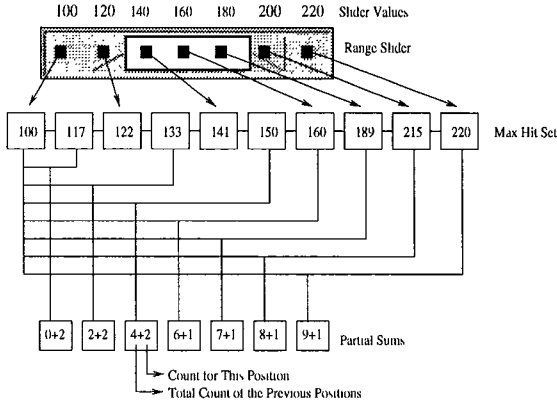 100 120 140 160 180 200 220 Slider Values
Range Slider
100 117 122 133 141 150 160 189 215 220 Max Hit Set
0+2 2+2 4+2 6+1 7+1 8+1 9+1 Partial Sums
Count for This Position
Total Count of the Previous Positions